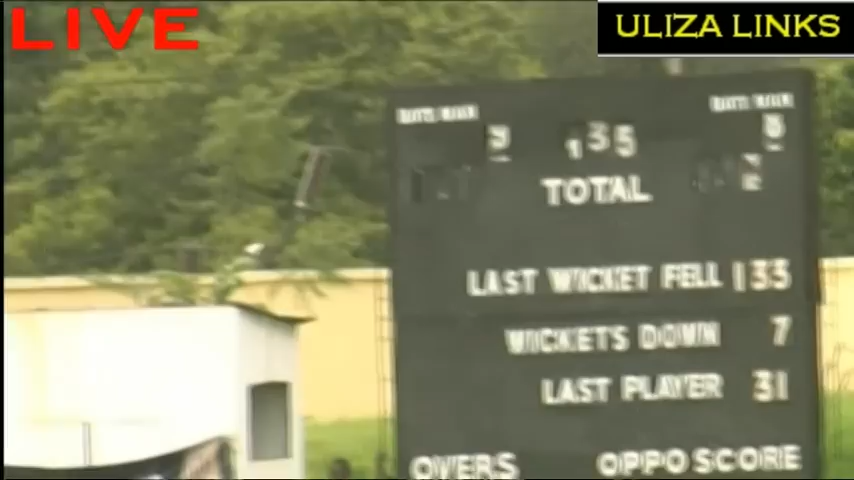 LIVE
ULIZA LINKS
135
8
TOTAL
LAST WICKET FELL 133
WICKETS DOWN 7
LAST PLAYER 31
OVERS OPPO SCORE